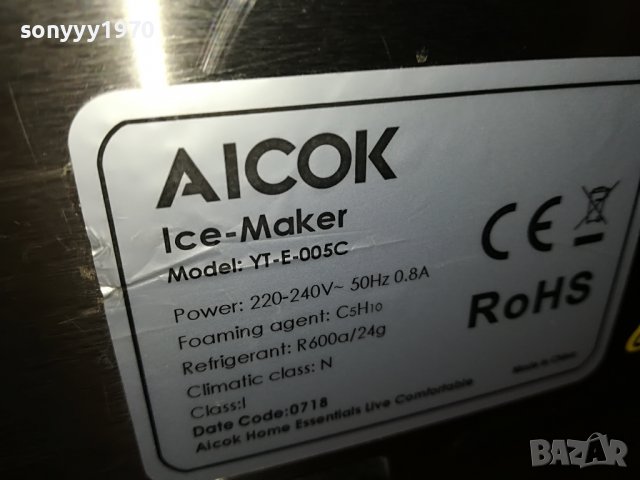 sonyyy1970
AICOK
Ice-Maker
Model: YT-E-005C
Power: 220-240V~ 50Hz 0.8A
Foaming agent: C5H10
Refrigerant: R600a/24g
Climatic class: N
Class:I
Date Code:0718
Aicok Home Essentials Live Comfortable
CE
RoHS
Made in China
BAZAR